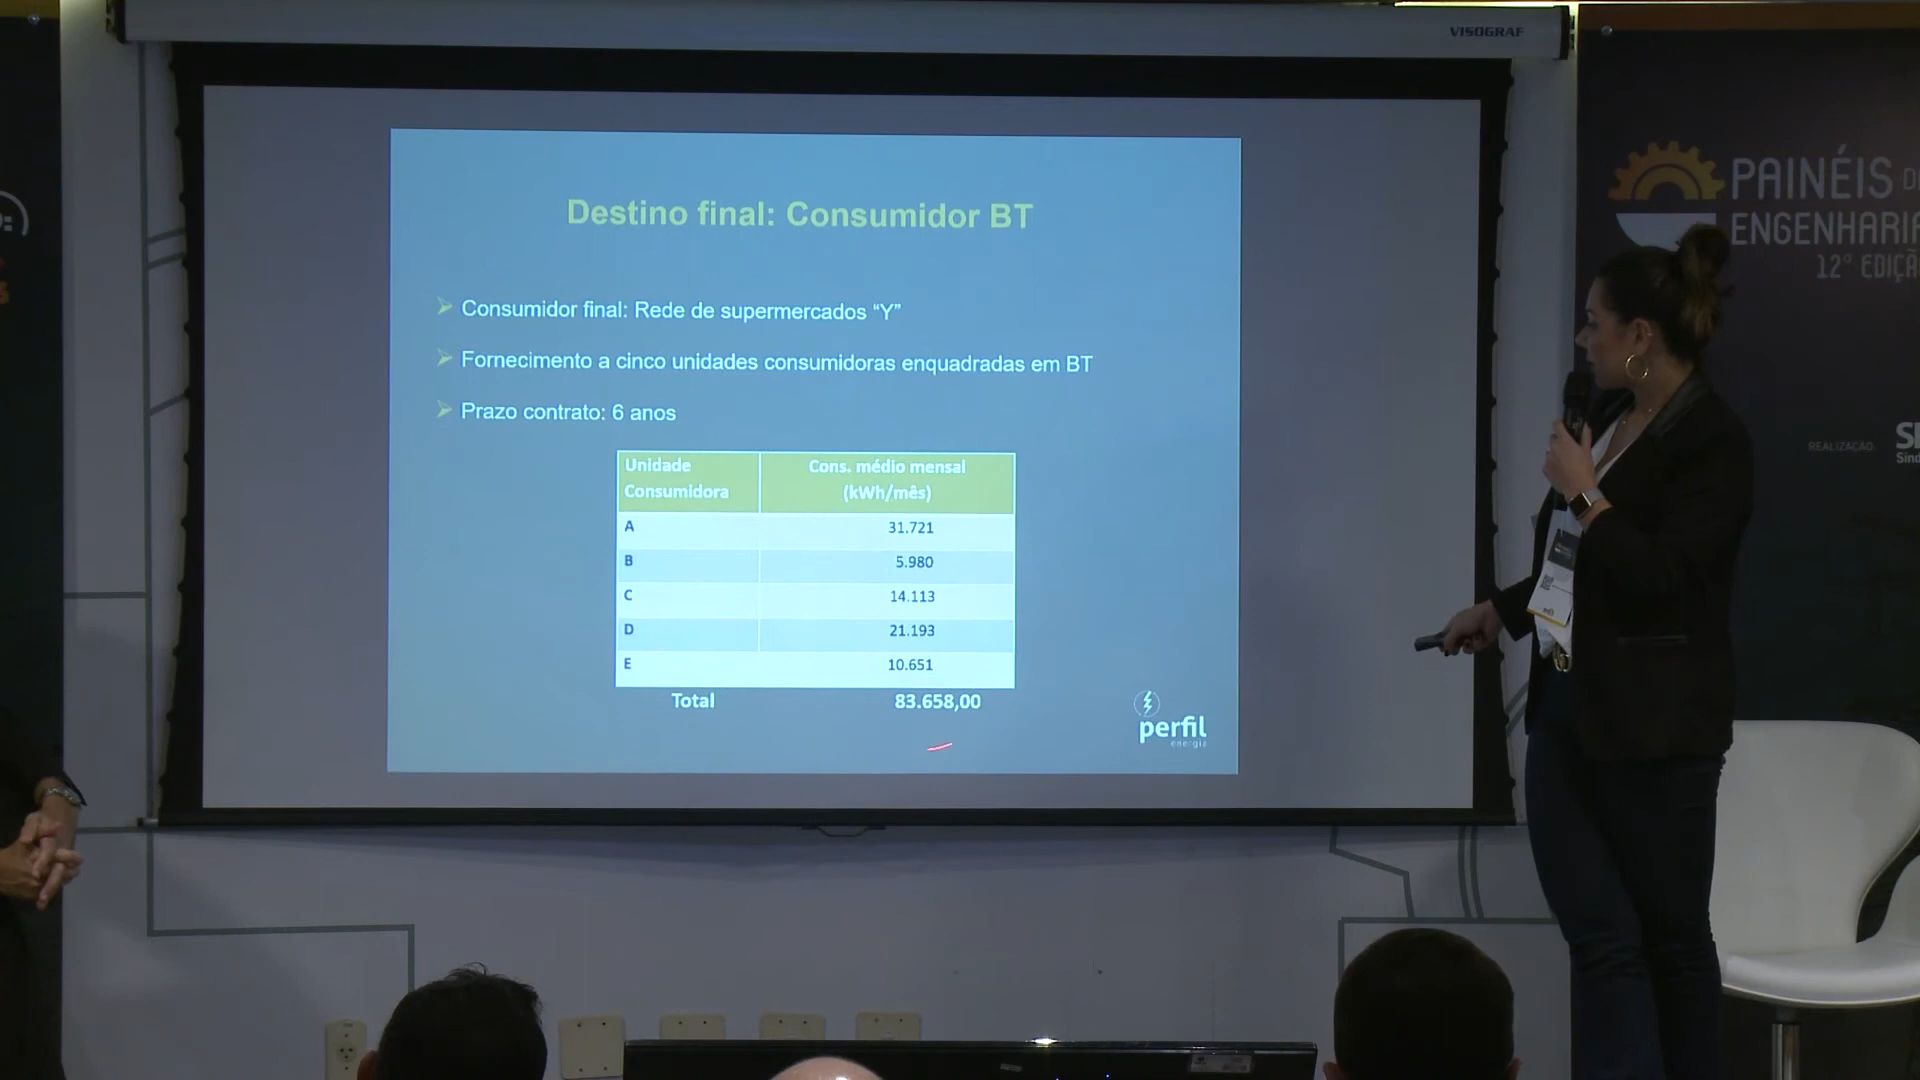 VISOGRAF
Destino final: Consumidor BT
Consumidor final: Rede de supermercados “Y”
Fornecimento a cinco unidades consumidoras enquadradas em BT
Prazo contrato: 6 anos
Unidade Consumidora
Cons. médio mensal (kWh/mês)
A 31.721
B 5.980
C 14.113
D 21.193
E 10.651
Total 83.658,00
perfil
energia
PAINÉIS
ENGENHARIA
12ª
REALIZAÇÃO